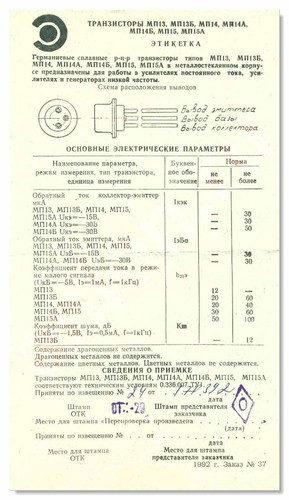 ТРАНЗИСТОРЫ МП13, МП13Б, МП14, МП14А,
МП14Б, МП15, МП15А
ЭТИКЕТКА
Германиевые сплавные p-n-p транзисторы типов МП13, МП13Б,
МП14, МП14А, МП14Б, МП15, МП15А в металлостеклянном корпу-
се предназначены для работы в усилителях постоянного тока, уси-
лителях и генераторах низкой частоты.
Схема расположения выводов
Вывод эмиттера
Вывод базы
Вывод коллектора
ОСНОВНЫЕ ЭЛЕКТРИЧЕСКИЕ ПАРАМЕТРЫ
Наименование параметра,
режим измерения, тип транзистора,
единица измерения
Буквен-
ное обо-
значение
Норма
не менее
не более
Обратный ток коллектор-эмиттер
мкА
Iкэк
МП13, МП13Б, МП14, МП15,
МП15А Uкэ=—15В — 30
МП14А Uкэ=—30В — 50
МП14Б Uкэ=—30В
Обратный ток эмиттера, мкА
IэБо
МП13, МП13Б, МП14, МП15,
МП15А UэБ=—15В — 30
МП14А, МП14Б UэБ=—30В — 50
Коэффициент передачи тока в режи-
ме малого сигнала
(UкБ=—5В, Iэ=1мА, f=1кГц)
МП13 12 —
МП13Б 20 60
МП14, МП14А 20 40
МП14Б, МП15 30 60
МП15А 50 100
Коэффициент шума, дБ Кш
(UкБ=—1,5В, Iэ=0,5мА, f=1кГц)
МП13Б — 12
Содержание драгоценных металлов.
Драгоценных металлов не содержится.
Содержание цветных металлов. Цветных металлов не содержится.
СВЕДЕНИЯ О ПРИЕМКЕ
Транзисторы МП13, МП13Б, МП14, МП14А, МП14Б, МП15, МП15А
соответствуют техническим условиям 0.336.007.ТУ1.
Приняты по извещению № 24 от
(дата)
Штамп
ОТК
Штамп представителя
заказчика
Место для штампа «Перепроверка произведена
(дата)
Приняты по извещению № от
(дата)
Место для штампа
ОТК
Место для штампа
представителя заказчика
1992 г. Заказ № 37